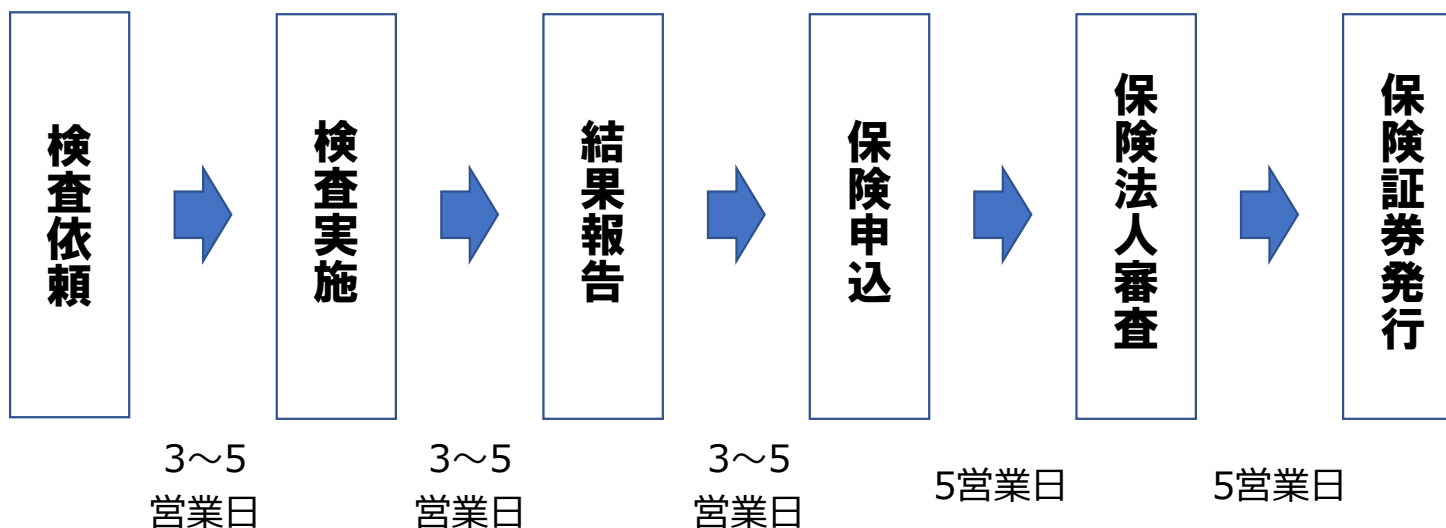 検査依頼
検査実施
結果報告
保険申込
保険法人審査
保険証券発行
3～5
営業日
3～5
営業日
3～5
営業日
5営業日
5営業日